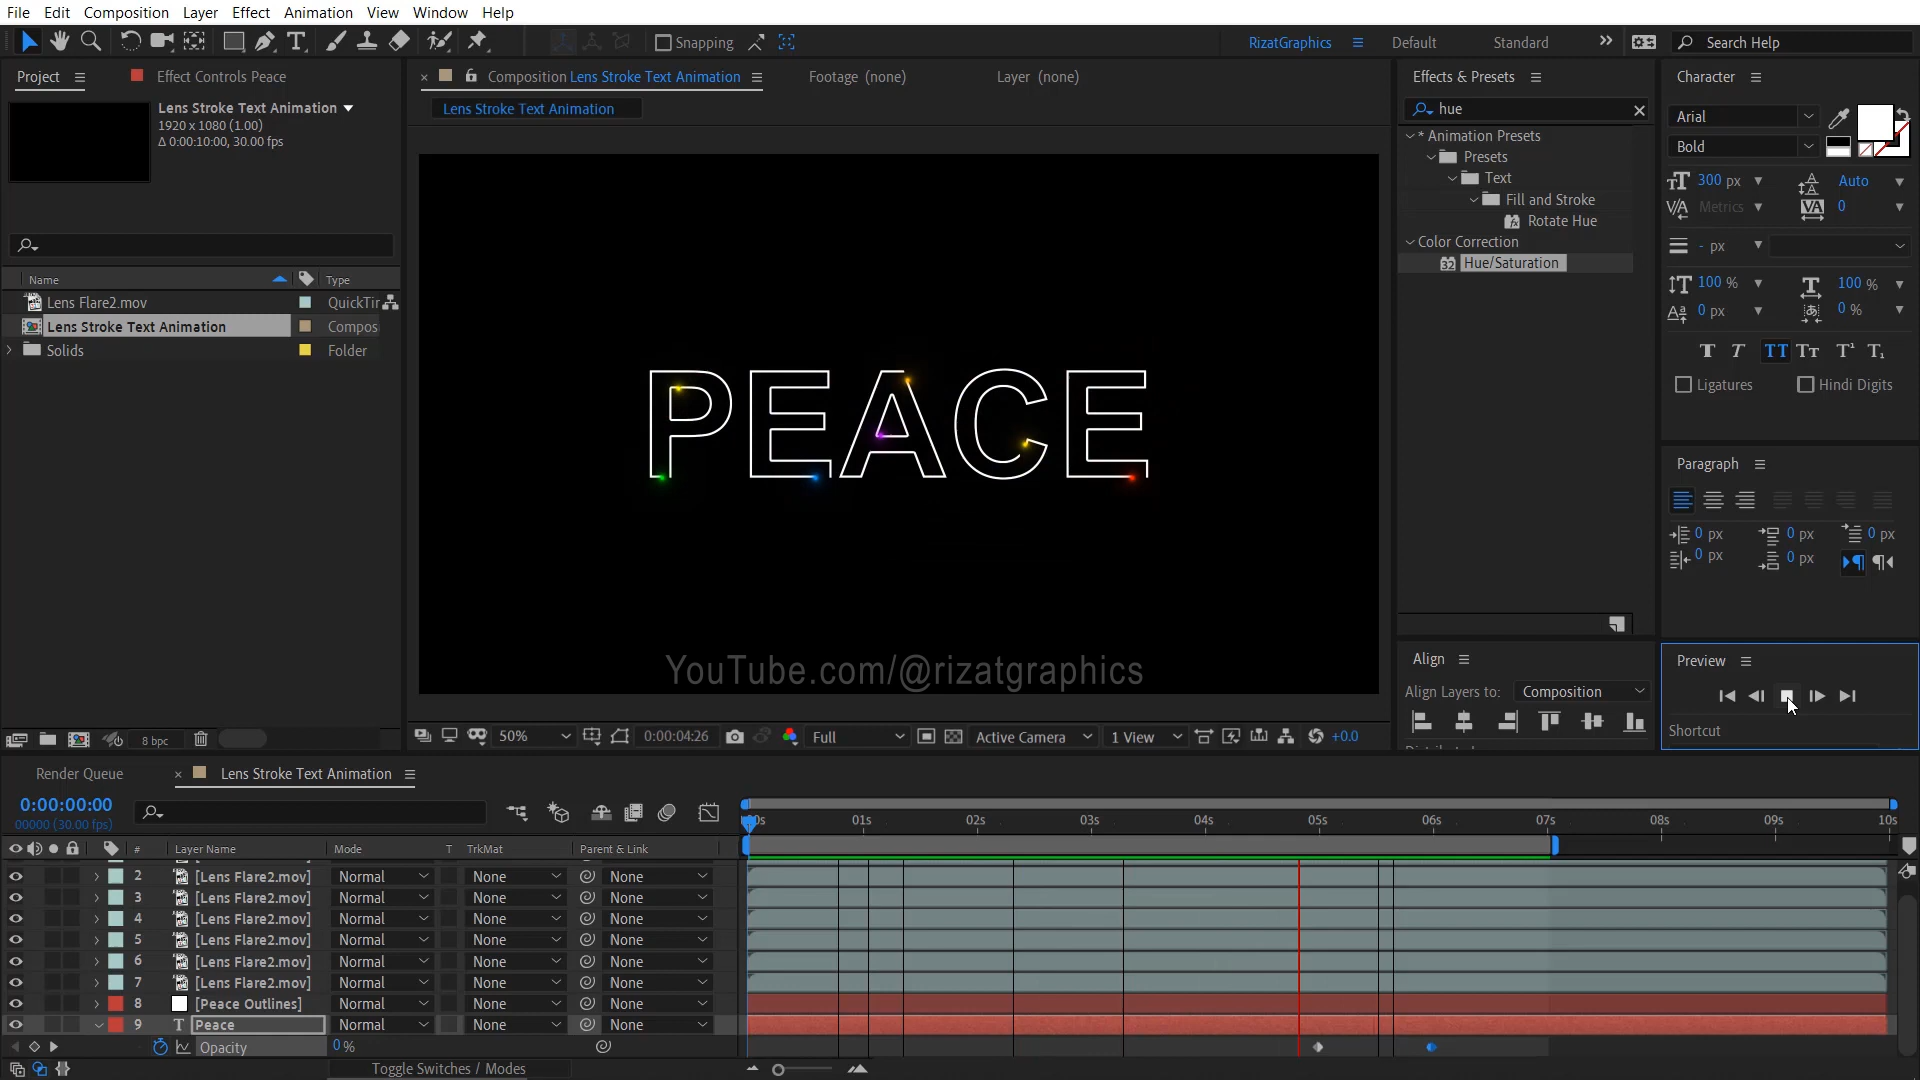 File Edit Composition Layer Effect Animation View Window Help
Snapping
RizatGraphics Default Standard Search Help
Project Effect Controls Peace
Composition Lens Stroke Text Animation Footage (none) Layer (none)
Lens Stroke Text Animation
Lens Stroke Text Animation
1920 x 1080 (1.00)
Δ 0:00:10:00, 30.00 fps
Name Type
Lens Flare2.mov QuickTir
Lens Stroke Text Animation Compos
Solids Folder
8 bpc
PEACE
YouTube.com/@rizatgraphics
50% 0:00:04:26 Full Active Camera 1 View +0.0
Effects & Presets
hue
* Animation Presets
Presets
Text
Fill and Stroke
Rotate Hue
Color Correction
32 Hue/Saturation
Align
Align Layers to: Composition
Character
Arial
Bold
300 px Auto
Metrics 0
- px
100 % 100 %
0 px 0 %
Ligatures Hindi Digits
Paragraph
0 px 0 px 0 px
0 px 0 px
Preview
Shortcut
Render Queue Lens Stroke Text Animation
0:00:00:00
00000 (30.00 fps)
# Layer Name Mode T TrkMat Parent & Link
2 [Lens Flare2.mov] Normal None None
3 [Lens Flare2.mov] Normal None None
4 [Lens Flare2.mov] Normal None None
5 [Lens Flare2.mov] Normal None None
6 [Lens Flare2.mov] Normal None None
7 [Lens Flare2.mov] Normal None None
8 [Peace Outlines] Normal None None
9 T Peace Normal None None
Opacity 0 %
Toggle Switches / Modes
01s 02s 03s 04s 05s 06s 07s 08s 09s 10s